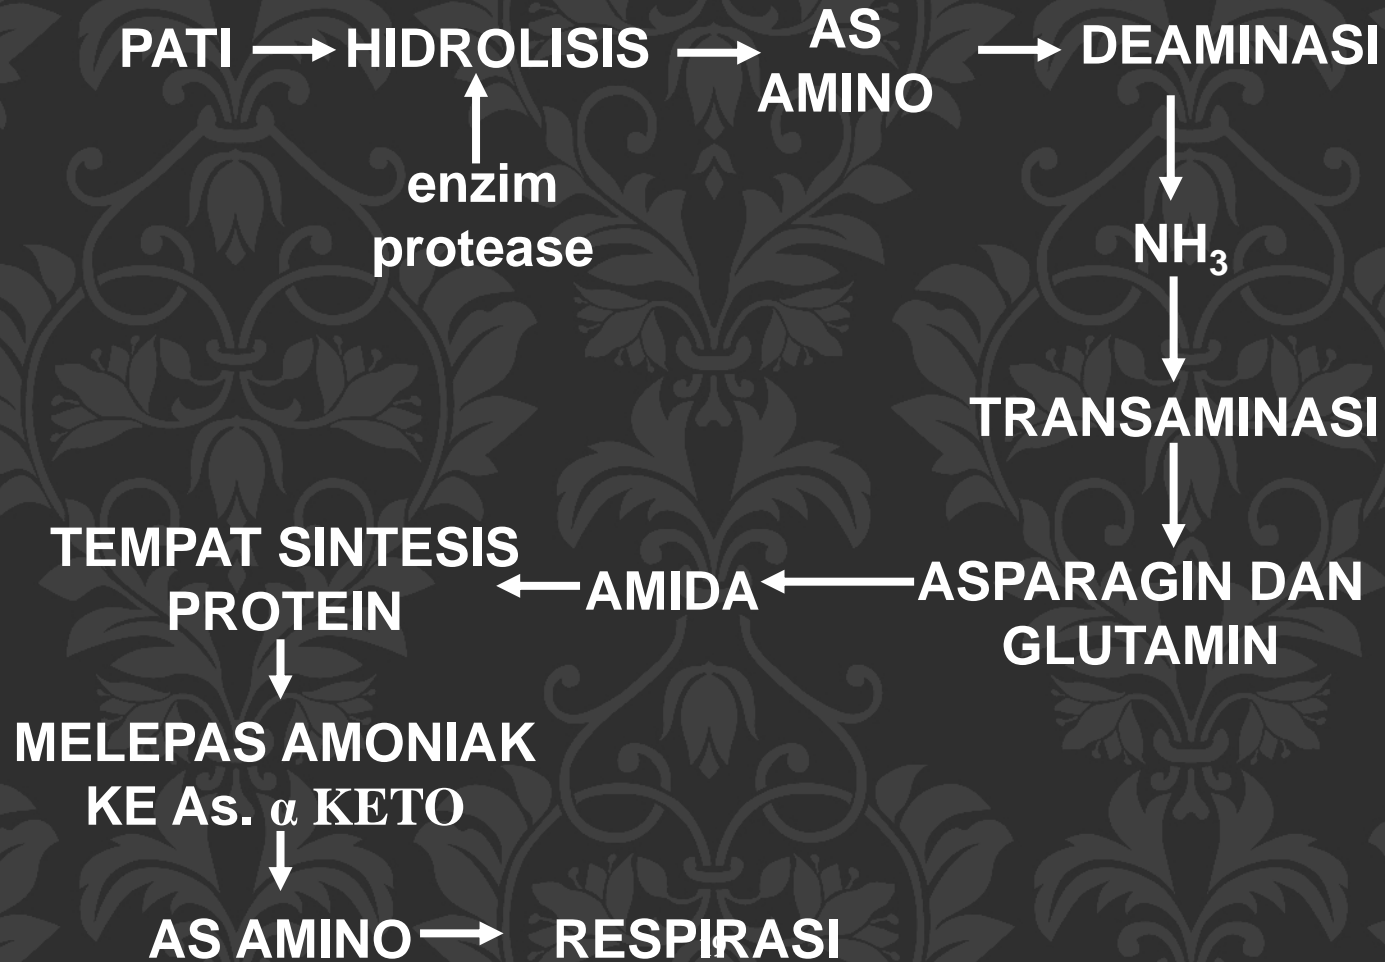 PATI
HIDROLISIS
AS
AMINO
DEAMINASI
enzim
protease
NH₃
TRANSAMINASI
ASPARAGIN DAN
GLUTAMIN
AMIDA
TEMPAT SINTESIS
PROTEIN
MELEPAS AMONIAK
KE As. α KETO
AS AMINO
RESPIRASI